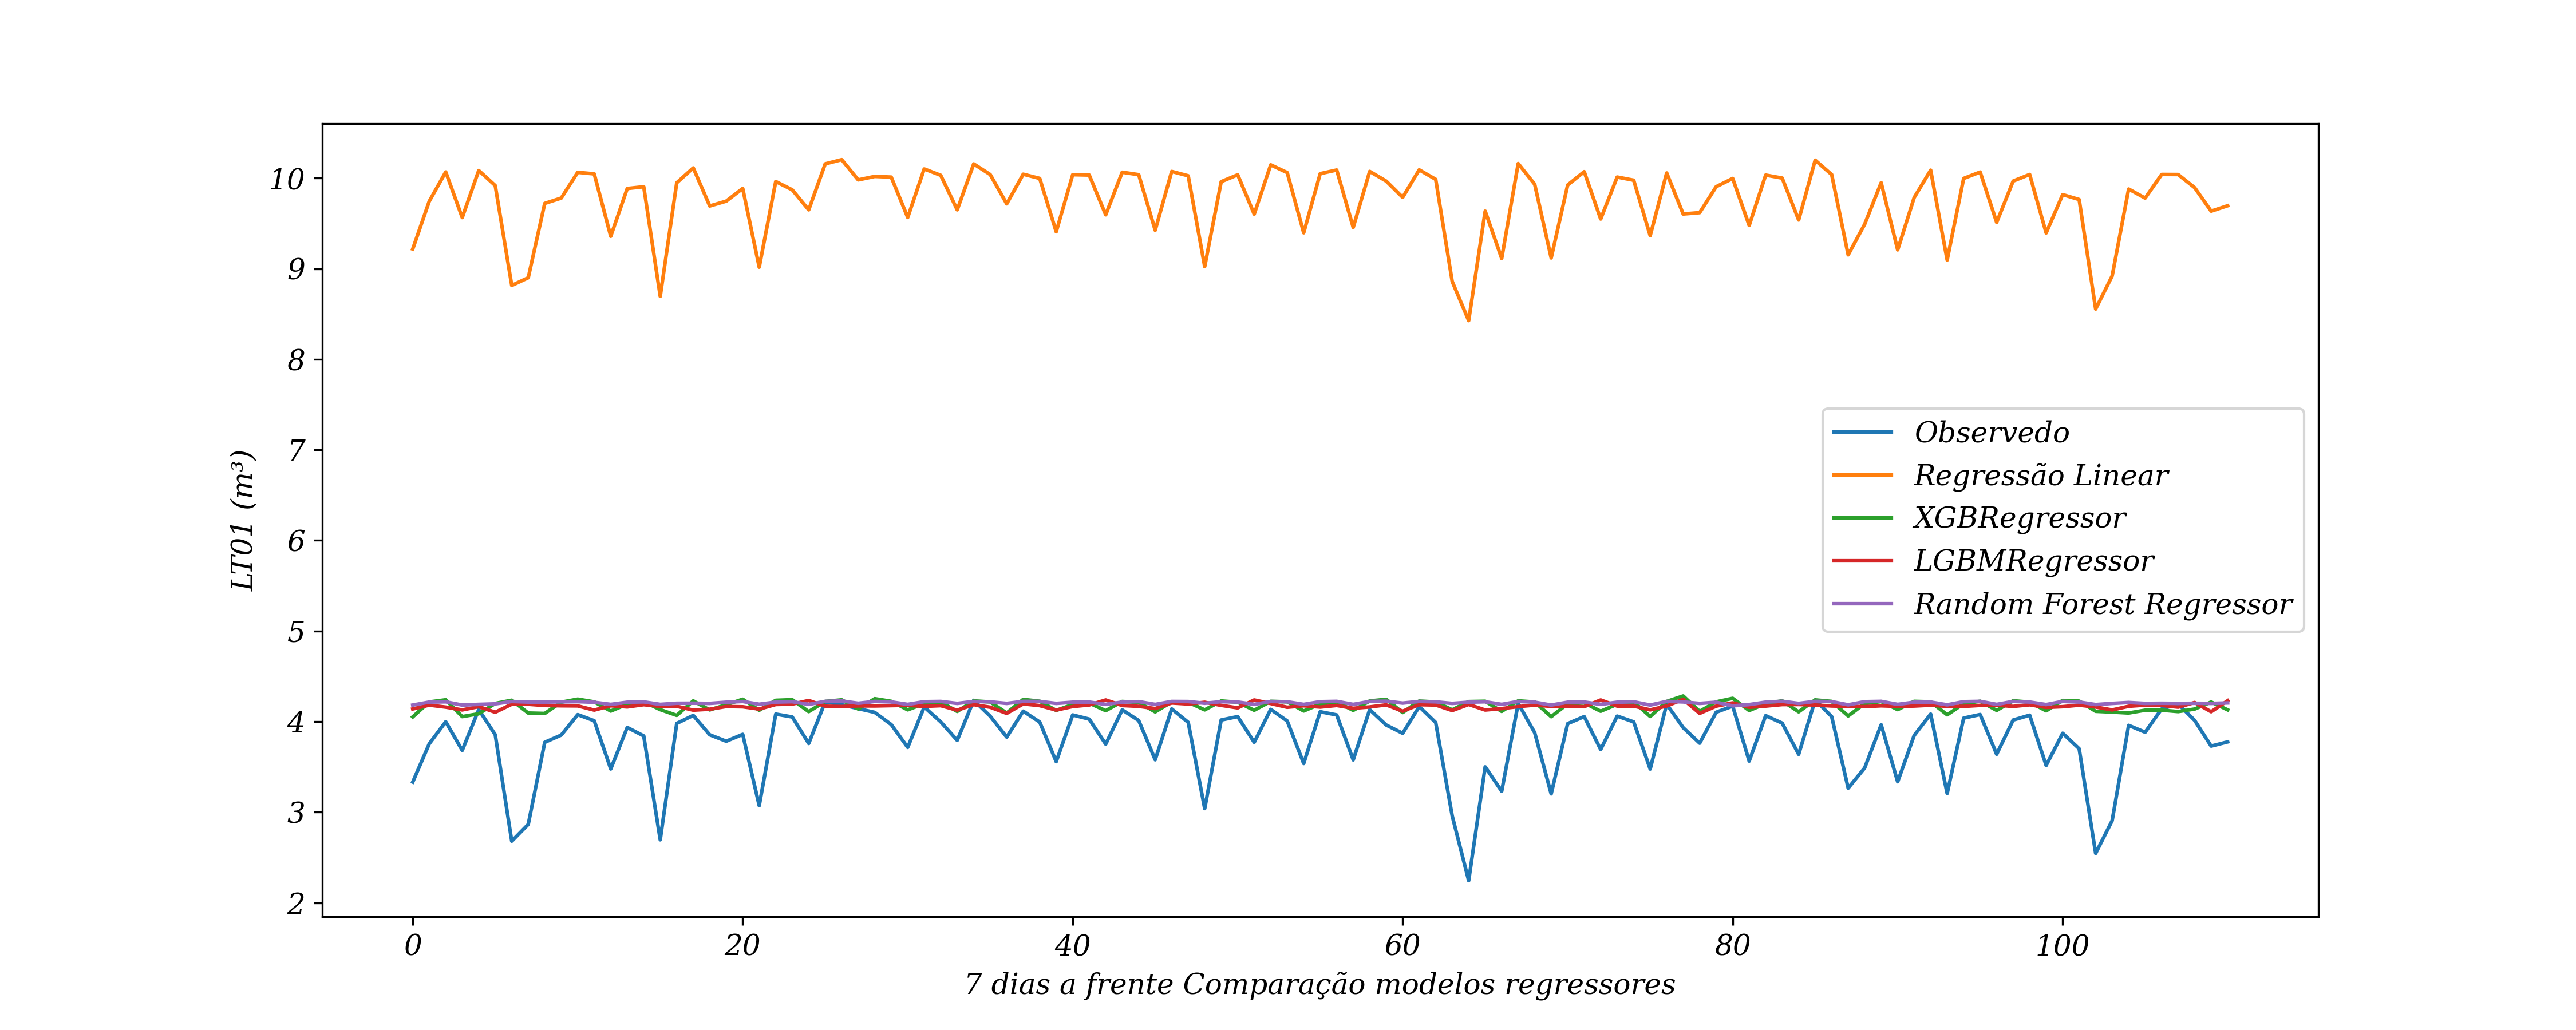 10
9
8
7
6
5
4
3
2
LT01 (m³)
Observedo
Regressão Linear
XGBRegressor
LGBMRegressor
Random Forest Regressor
0 20 40 60 80 100
7 dias a frente Comparação modelos regressores